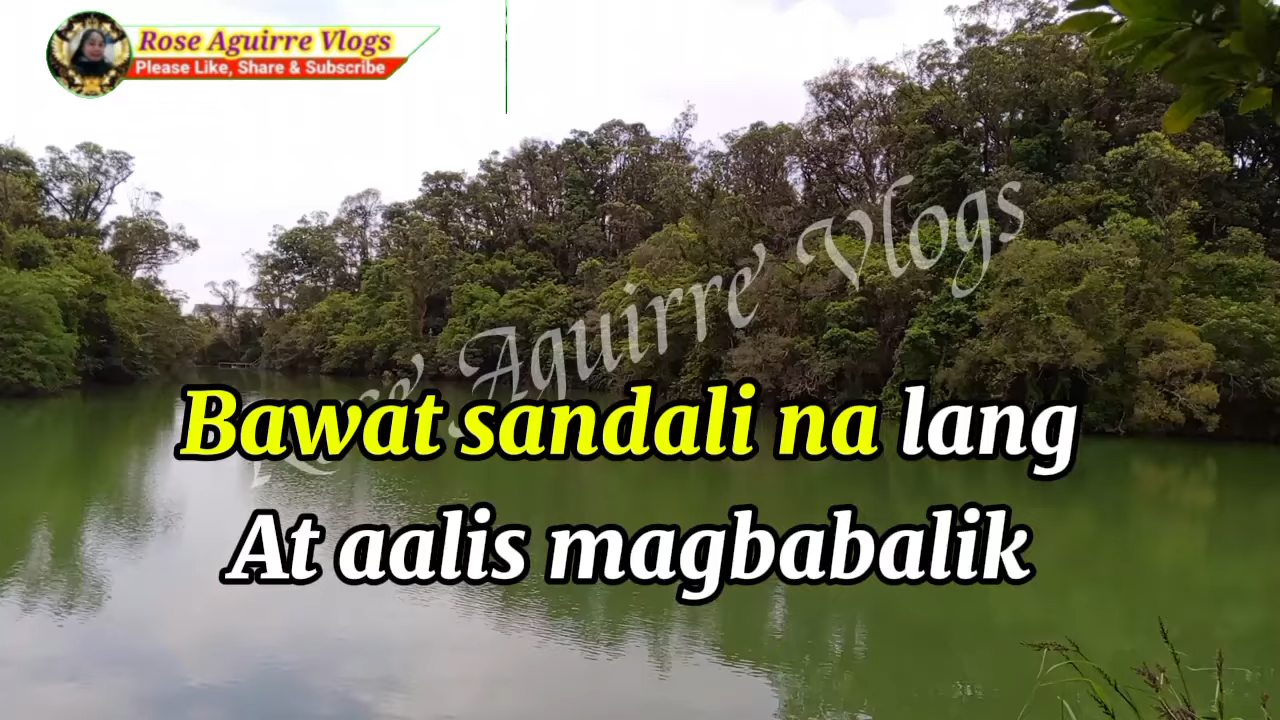 Rose Aguirre Vlogs
Please Like, Share & Subscribe
Rose' Aguirre' Vlogs
Bawat sandali na lang
At aalis magbabalik